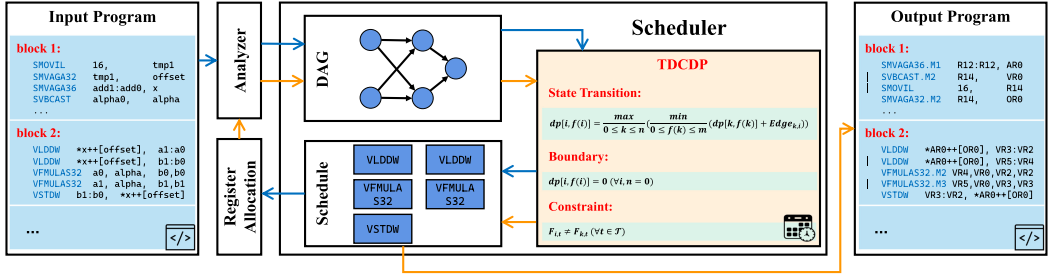 Input Program
block 1:
SMOVIL 16, tmp1
SMVAGA32 tmp1, offset
SMVAGA36 add1:add0, x
SVBCAST alpha0, alpha
...
block 2:
VLDDW *x++[offset], a1:a0
VLDDW *x++[offset], b1:b0
VFMULAS32 a0, alpha, b0,b0
VFMULAS32 a1, alpha, b1,b1
VSTDW b1:b0, *x++[offset]
...
</>
Analyzer
Register
Allocation
Scheduler
DAG
Schedule
VLDDW
VLDDW
VFMULA
S32
VFMULA
S32
VSTDW
TDCDP
State Transition:
dp[i, f(i)] = max/0 ≤ k ≤ n (min/0 ≤ f(k) ≤ m (dp[k, f(k)] + Edge_{k,i}))
Boundary:
dp[i, f(i)] = 0 (∀i, n = 0)
Constraint:
F_{i,t} ≠ F_{k,t} (∀t ∈ 𝒯)
Output Program
block 1:
SMVAGA36.M1 R12:R12, AR0
| SVBCAST.M2 R14, VR0
| SMOVIL 16, R14
SMVAGA32.M2 R14, OR0
...
block 2:
VLDDW *AR0++[OR0], VR3:VR2
| VLDDW *AR0++[OR0], VR5:VR4
VFMULAS32.M2 VR4,VR0,VR2,VR2
| VFMULAS32.M3 VR5,VR0,VR3,VR3
VSTDW VR3:VR2, *AR0++[OR0]
...
</>